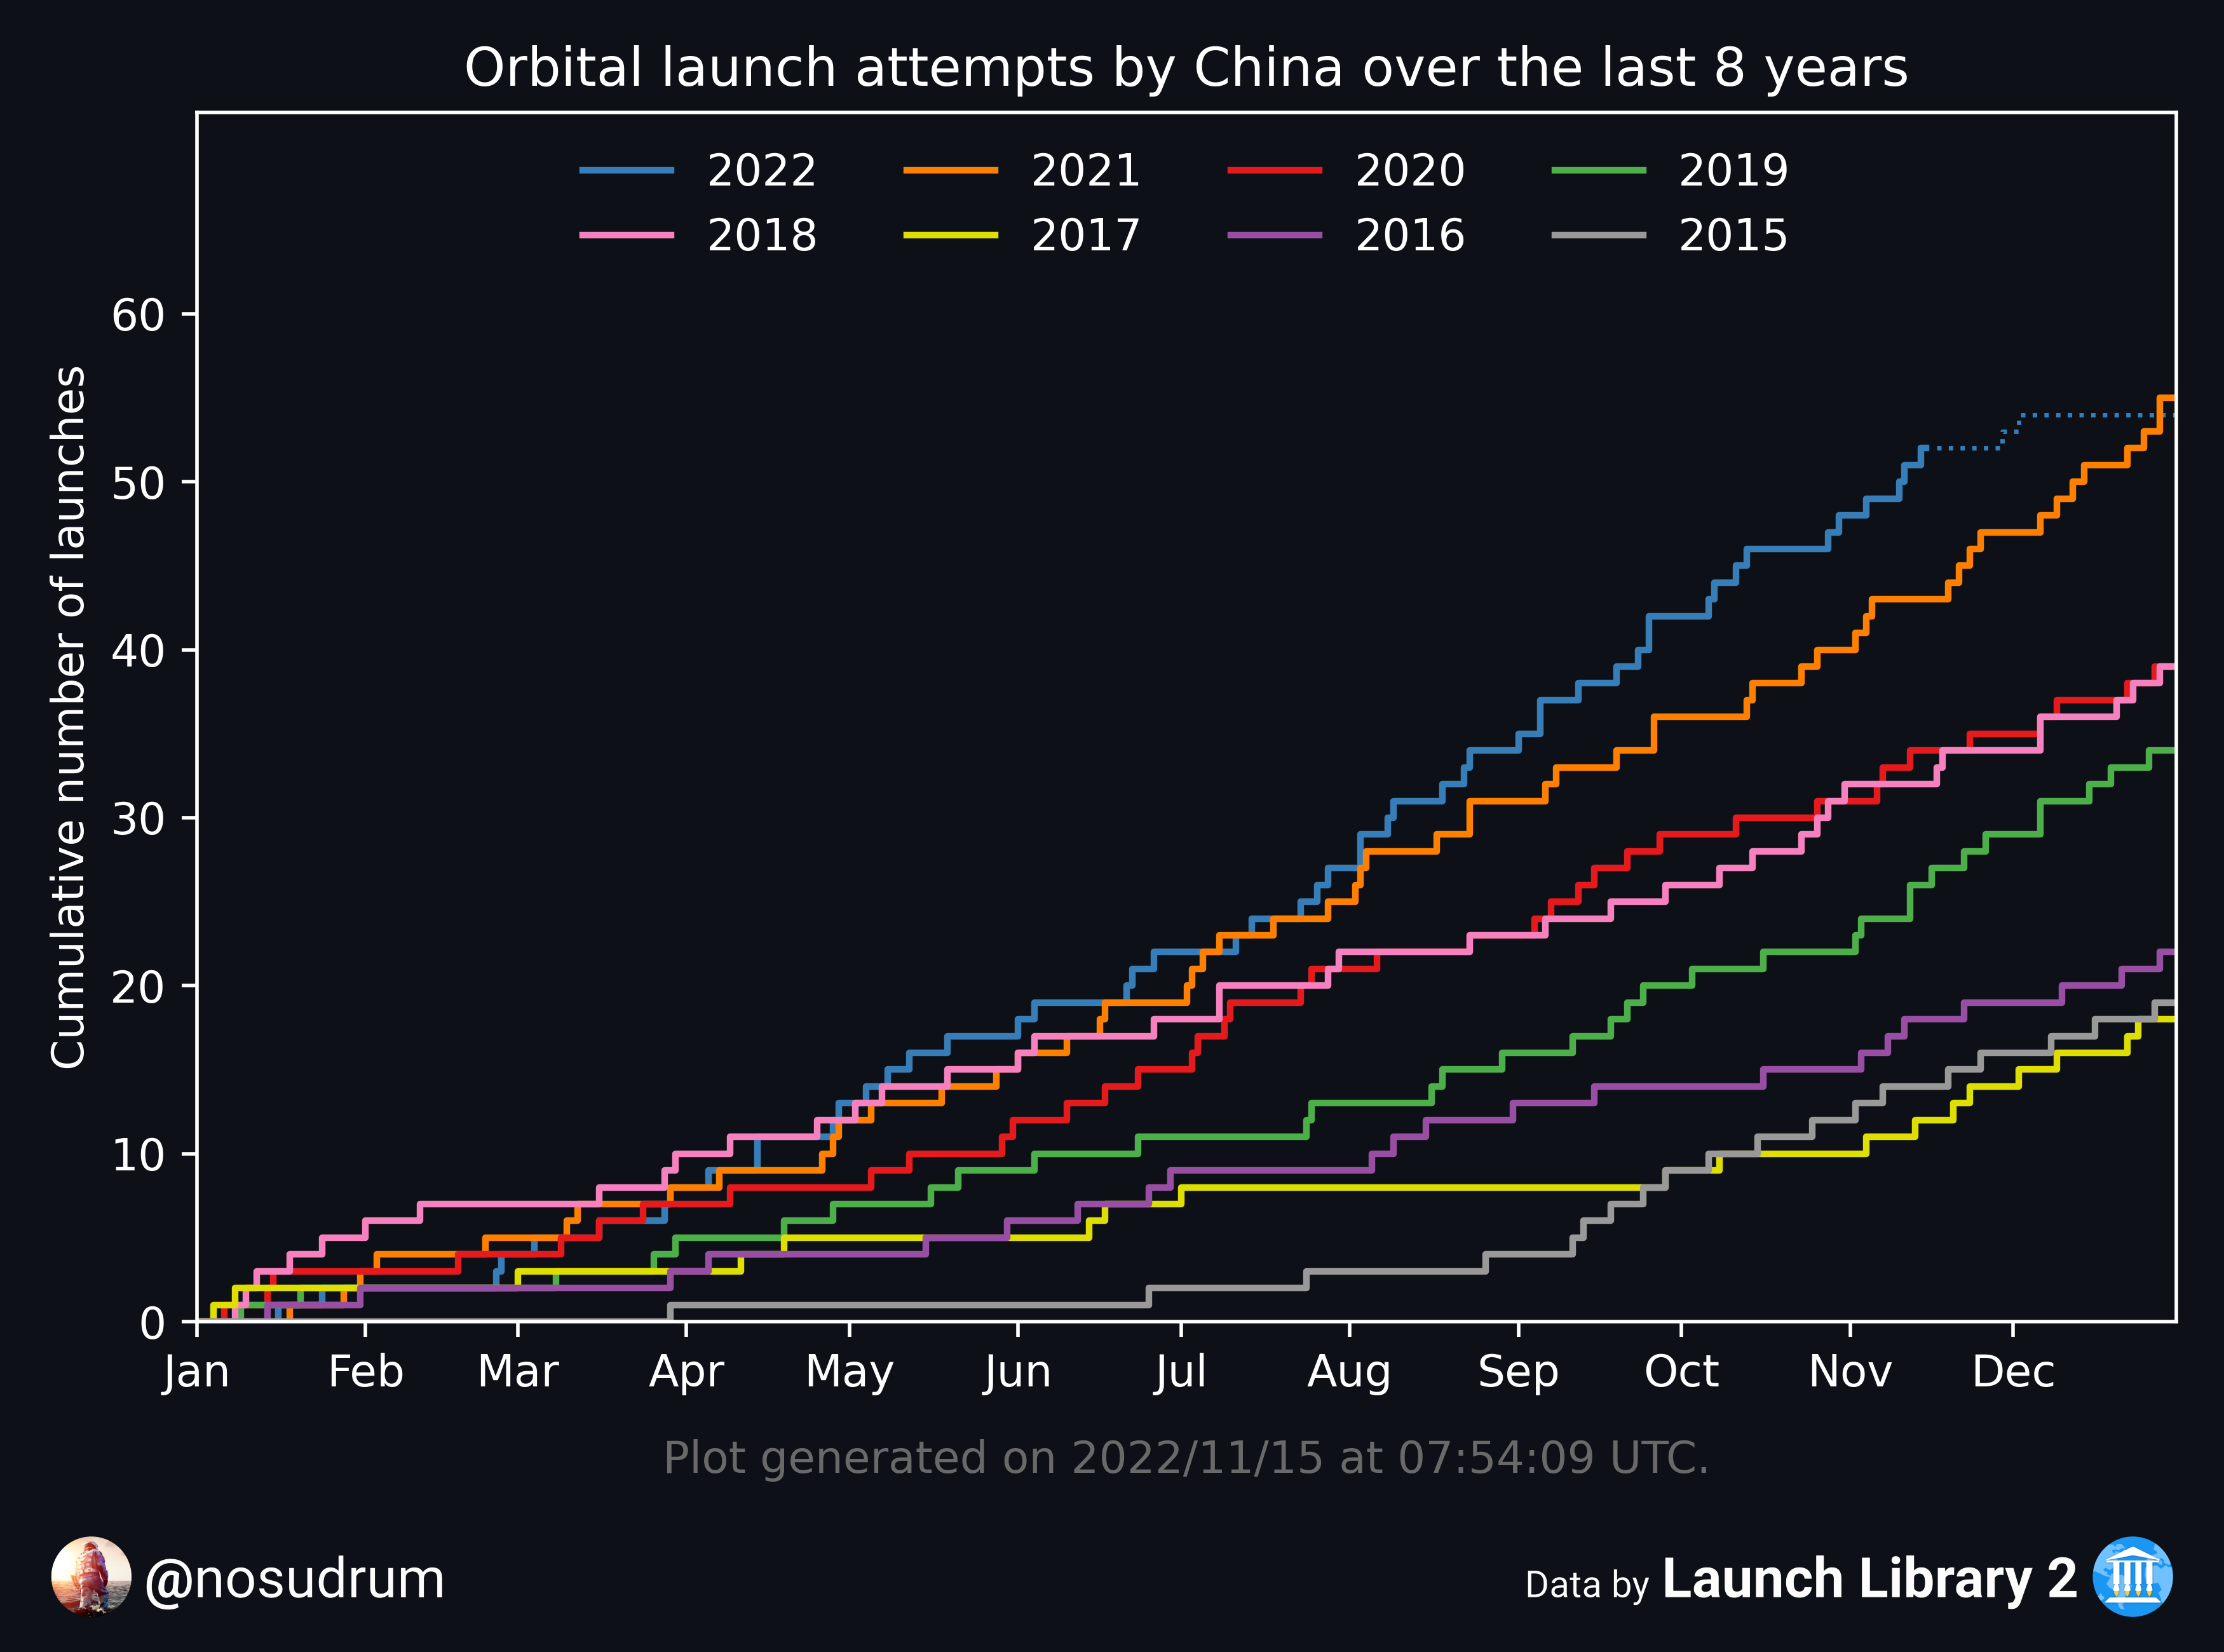 Orbital launch attempts by China over the last 8 years
2022 2021 2020 2019
2018 2017 2016 2015
Cumulative number of launches
60
50
40
30
20
10
0
Jan Feb Mar Apr May Jun Jul Aug Sep Oct Nov Dec
Plot generated on 2022/11/15 at 07:54:09 UTC.
@nosudrum
Data by Launch Library 2